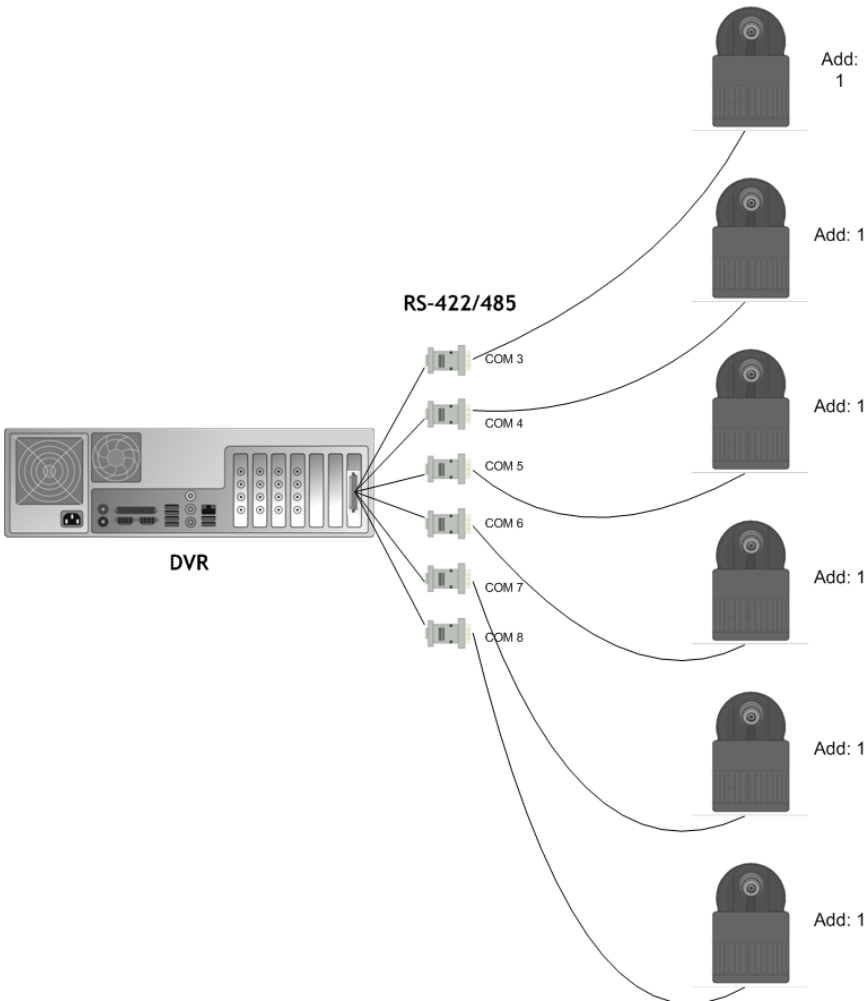 Add:
1
Add: 1
RS-422/485
COM 3
Add: 1
COM 4
COM 5
COM 6
DVR
Add: 1
COM 7
COM 8
Add: 1
Add: 1